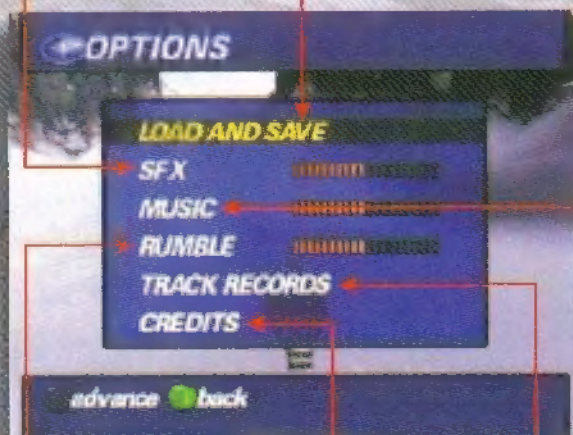 OPTIONS
LOAD AND SAVE
SFX
MUSIC
RUMBLE
TRACK RECORDS
CREDITS
advance back